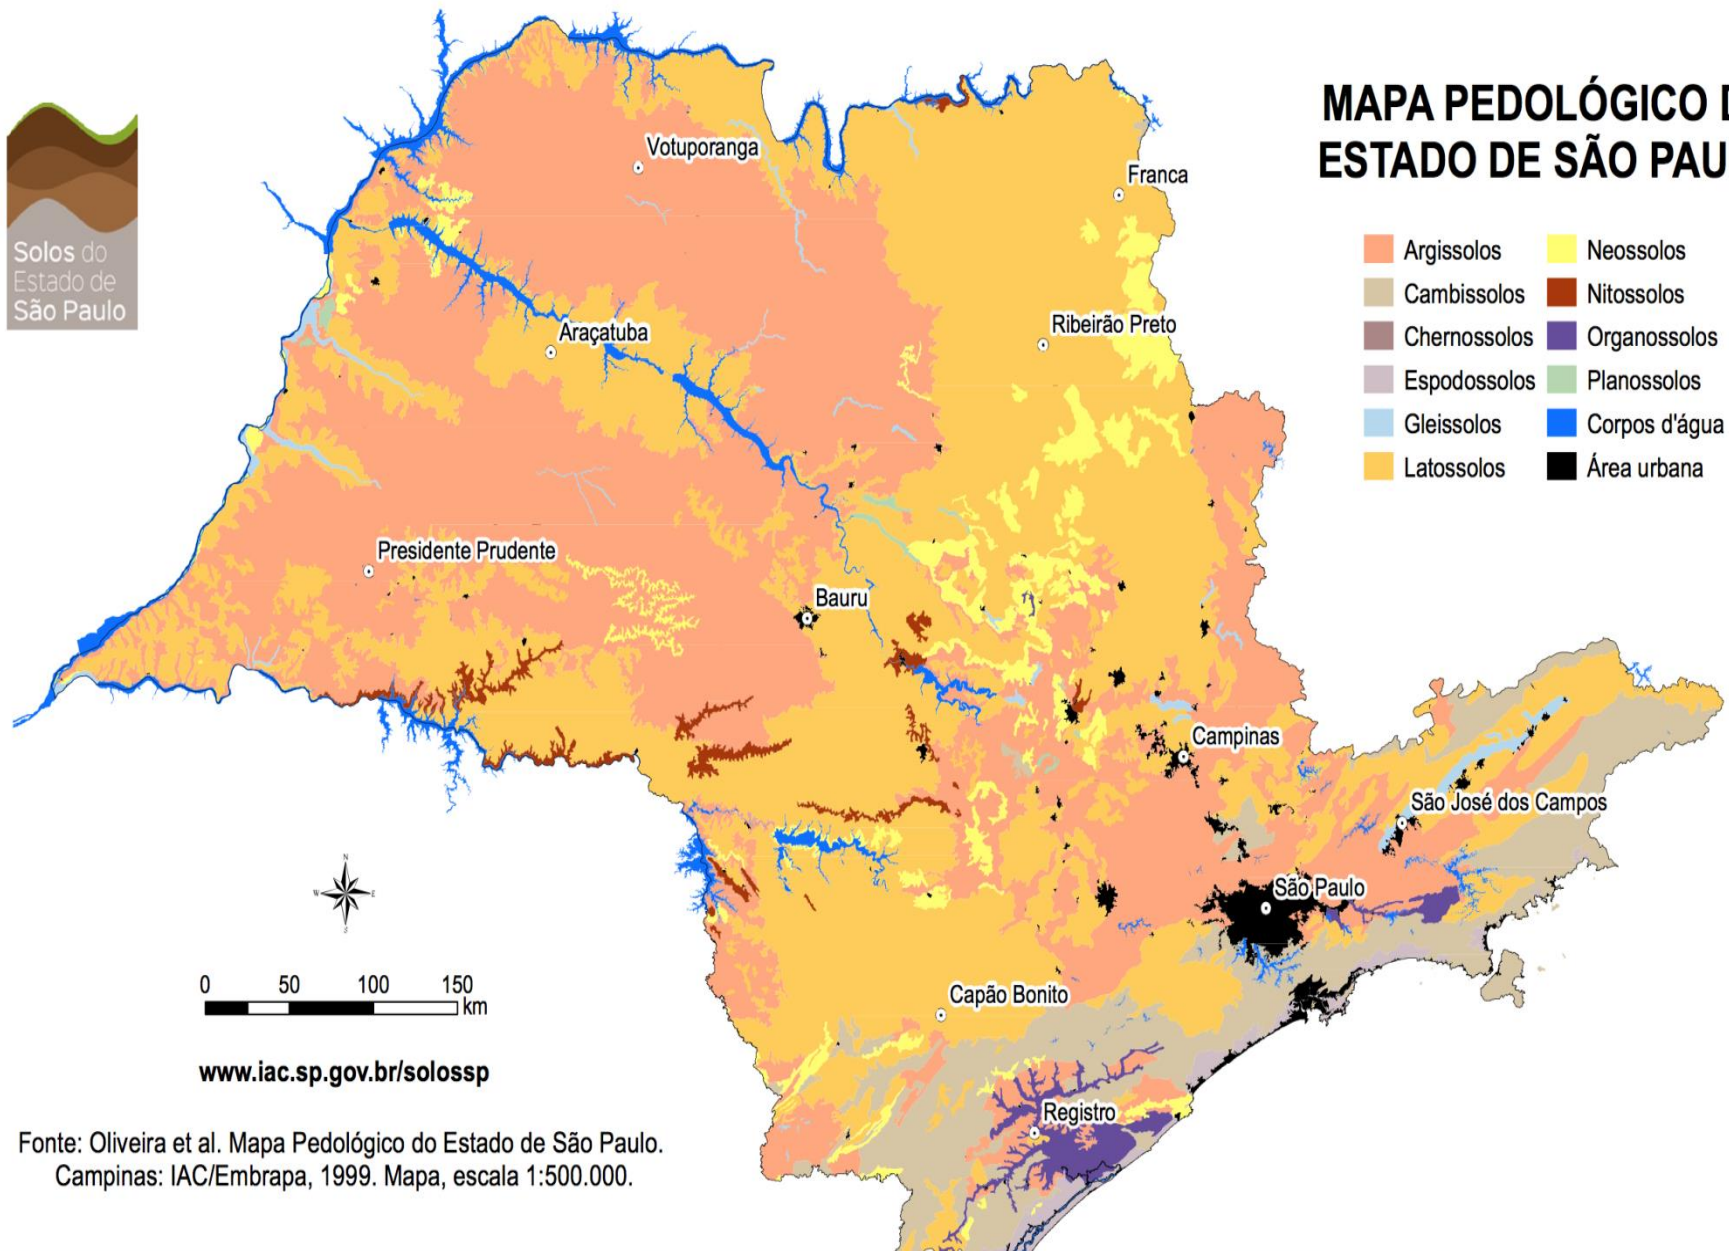 MAPA PEDOLÓGICO D
ESTADO DE SÃO PAU
Solos do
Estado de
São Paulo
Argissolos
Cambissolos
Chernossolos
Espodossolos
Gleissolos
Latossolos
Neossolos
Nitossolos
Organossolos
Planossolos
Corpos d'água
Área urbana
Votuporanga
Franca
Araçatuba
Ribeirão Preto
Presidente Prudente
Bauru
Campinas
São José dos Campos
São Paulo
Capão Bonito
Registro
N
W
E
S
0 50 100 150
km
www.iac.sp.gov.br/solossp
Fonte: Oliveira et al. Mapa Pedológico do Estado de São Paulo.
Campinas: IAC/Embrapa, 1999. Mapa, escala 1:500.000.